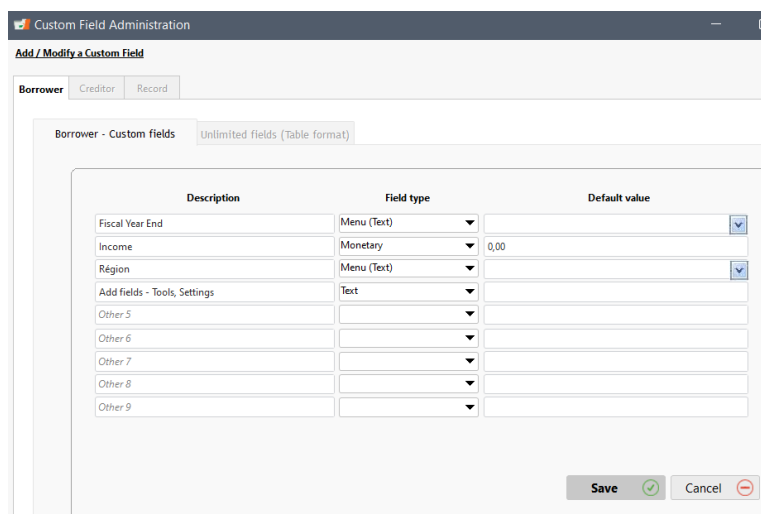 Custom Field Administration
Add / Modify a Custom Field
Borrower Creditor Record
Borrower - Custom fields Unlimited fields (Table format)
Description Field type Default value
Fiscal Year End Menu (Text)
Income Monetary 0,00
Région Menu (Text)
Add fields - Tools, Settings Text
Other 5
Other 6
Other 7
Other 8
Other 9
Save Cancel